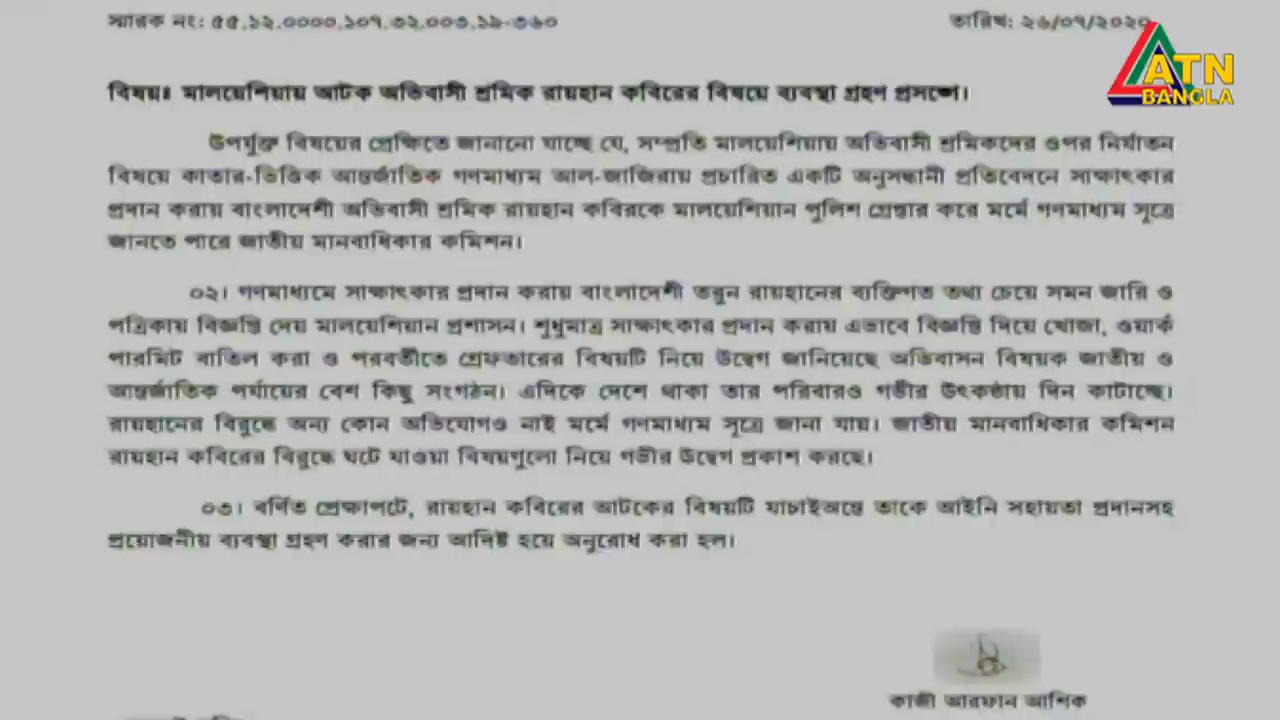 স্মারক নং: ৫৫.১২.০০০০.১০৭.৩২.০০৩.১৯-৩৬০
তারিখ: ২৬/০৭/২০২০
ATN
BANGLA
বিষয়ঃ মালয়েশিয়ায় আটক অভিবাসী শ্রমিক রায়হান কবিরের বিষয়ে ব্যবস্থা গ্রহণ প্রসঙ্গে।
উপর্যুক্ত বিষয়ের প্রেক্ষিতে জানানো যাচ্ছে যে, সম্প্রতি মালয়েশিয়ায় অভিবাসী শ্রমিকদের ওপর নির্যাতন
বিষয়ে কাতার-ভিত্তিক আন্তর্জাতিক গণমাধ্যম আল-জাজিরায় প্রচারিত একটি অনুসন্ধানী প্রতিবেদনে সাক্ষাৎকার
প্রদান করায় বাংলাদেশী অভিবাসী শ্রমিক রায়হান কবিরকে মালয়েশিয়ান পুলিশ গ্রেপ্তার করে মর্মে গণমাধ্যম সূত্রে
জানতে পারে জাতীয় মানবাধিকার কমিশন।
০২। গণমাধ্যমে সাক্ষাৎকার প্রদান করায় বাংলাদেশী তরুন রায়হানের ব্যক্তিগত তথ্য চেয়ে সমন জারি ও
পত্রিকায় বিজ্ঞপ্তি দেয় মালয়েশিয়ান প্রশাসন। শুধুমাত্র সাক্ষাৎকার প্রদান করায় এভাবে বিজ্ঞপ্তি দিয়ে খোজা, ওয়ার্ক
পারমিট বাতিল করা ও পরবর্তীতে গ্রেফতারের বিষয়টি নিয়ে উদ্বেগ জানিয়েছে অভিবাসন বিষয়ক জাতীয় ও
আন্তর্জাতিক পর্যায়ের বেশ কিছু সংগঠন। এদিকে দেশে থাকা তার পরিবারও গভীর উৎকন্ঠায় দিন কাটাচ্ছে।
রায়হানের বিরুদ্ধে অন্য কোন অভিযোগও নাই মর্মে গণমাধ্যম সূত্রে জানা যায়। জাতীয় মানবাধিকার কমিশন
রায়হান কবিরের বিরুদ্ধে ঘটে যাওয়া বিষয়গুলো নিয়ে গভীর উদ্বেগ প্রকাশ করছে।
০৩। বর্ণিত প্রেক্ষাপটে, রায়হান কবিরের আটকের বিষয়টি যাচাইঅন্তে তাকে আইনি সহায়তা প্রদানসহ
প্রয়োজনীয় ব্যবস্থা গ্রহণ করার জন্য আদিষ্ট হয়ে অনুরোধ করা হল।
কাজী আরফান আশিক